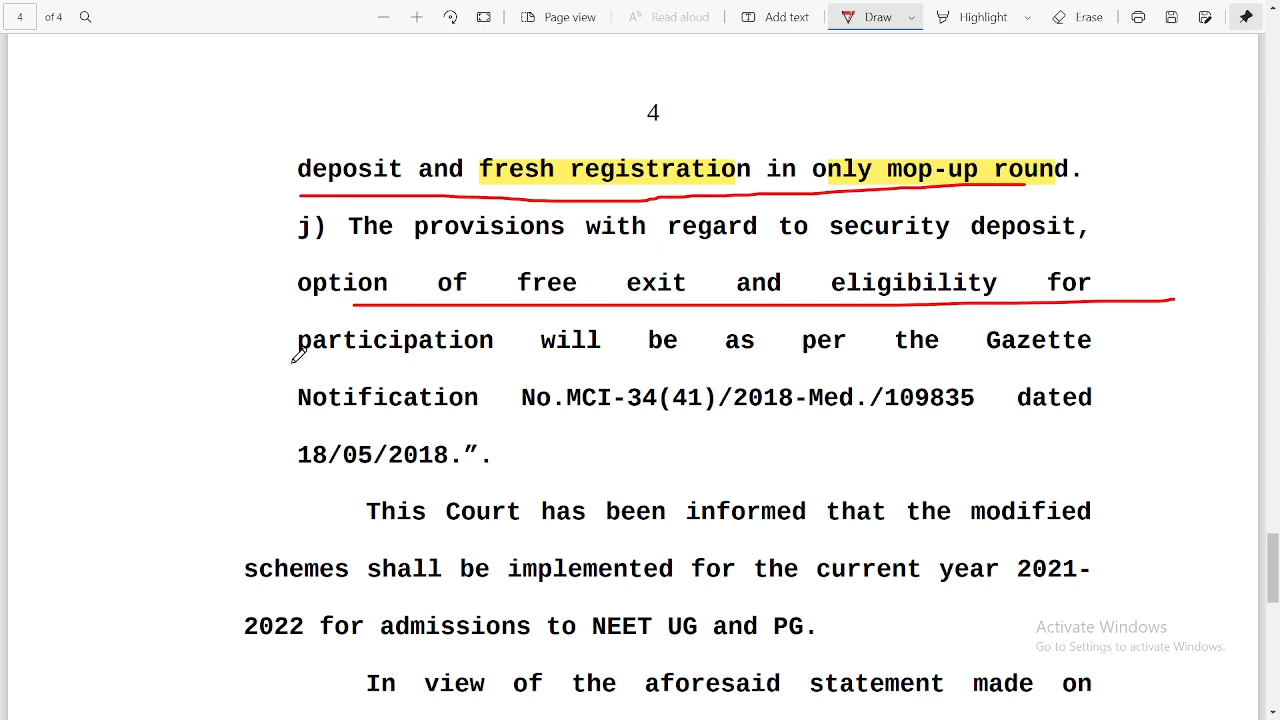 4 of 4 Page view Read aloud Add text Draw Highlight Erase
4
deposit and fresh registration in only mop-up round.
j) The provisions with regard to security deposit,
option of free exit and eligibility for
participation will be as per the Gazette
Notification No.MCI-34(41)/2018-Med./109835 dated
18/05/2018.”.
This Court has been informed that the modified
schemes shall be implemented for the current year 2021-
2022 for admissions to NEET UG and PG.
Activate Windows
Go to Settings to activate Windows.
In view of the aforesaid statement made on